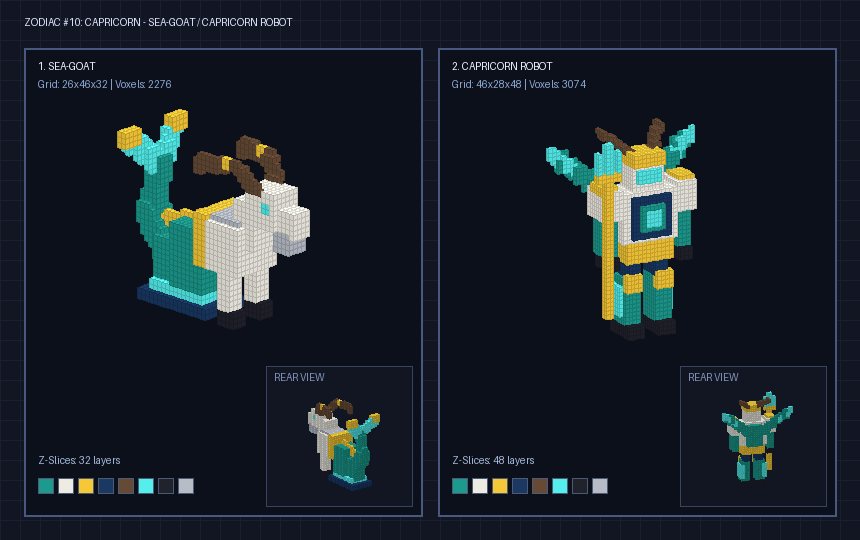 ZODIAC #10: CAPRICORN - SEA-GOAT / CAPRICORN ROBOT
1. SEA-GOAT
Grid: 26x46x32 | Voxels: 2276
REAR VIEW
Z-Slices: 32 layers
2. CAPRICORN ROBOT
Grid: 46x28x48 | Voxels: 3074
REAR VIEW
Z-Slices: 48 layers